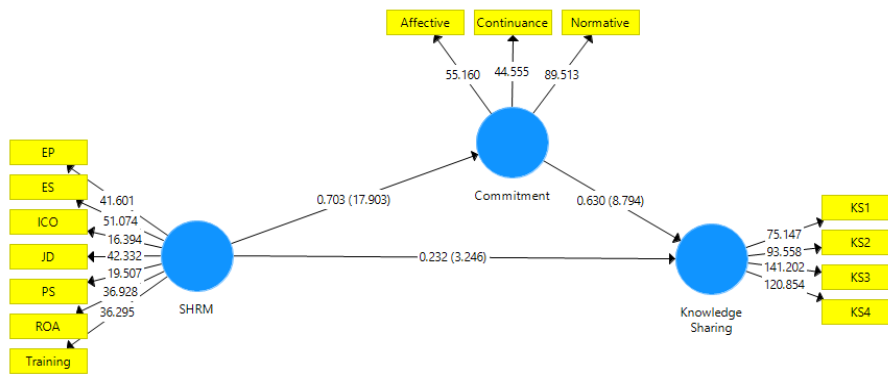 Affective
Continuance
Normative
55.160
44.555
89.513
Commitment
EP
ES
ICO
JD
PS
ROA
Training
41.601
51.074
16.394
42.332
19.507
36.928
36.295
SHRM
0.703 (17.903)
0.630 (8.794)
0.232 (3.246)
Knowledge
Sharing
75.147
93.558
141.202
120.854
KS1
KS2
KS3
KS4